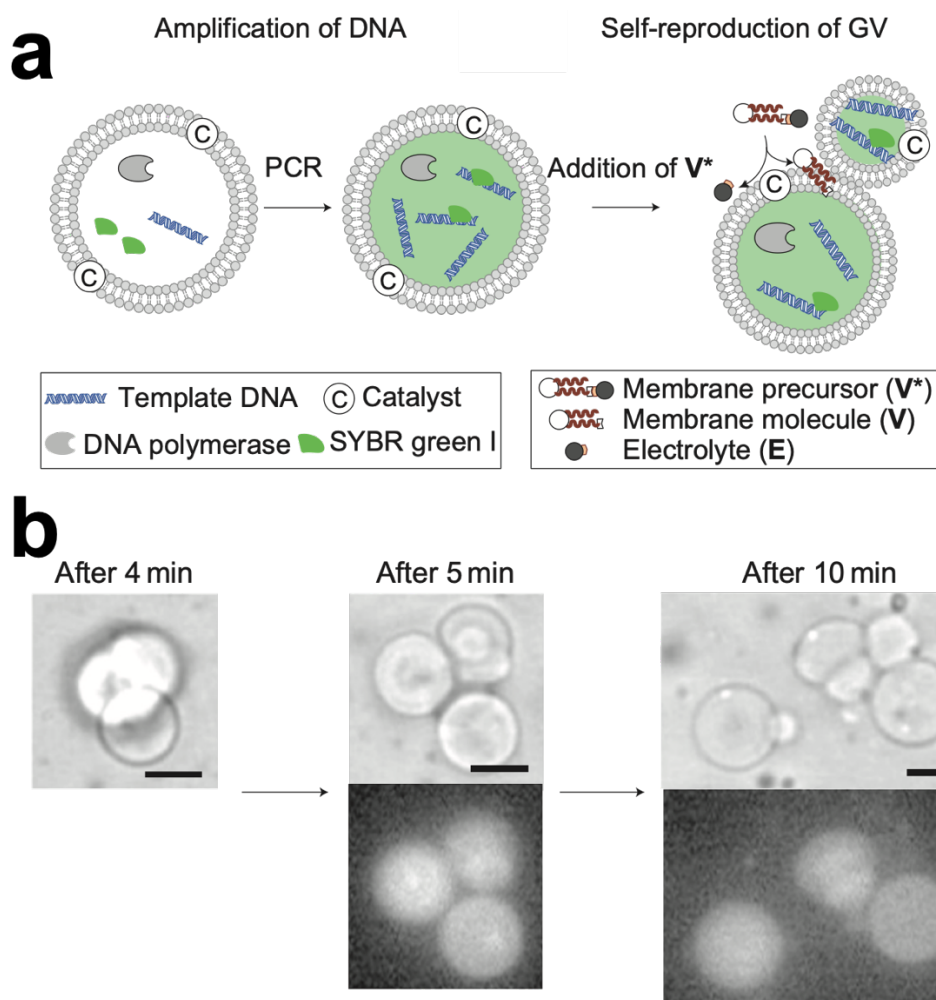 a
Amplification of DNA
Self-reproduction of GV
C
C
PCR
C
C
Addition of V*
C
C
Template DNA
C Catalyst
DNA polymerase
SYBR green I
Membrane precursor (V*)
Membrane molecule (V)
Electrolyte (E)
b
After 4 min
After 5 min
After 10 min